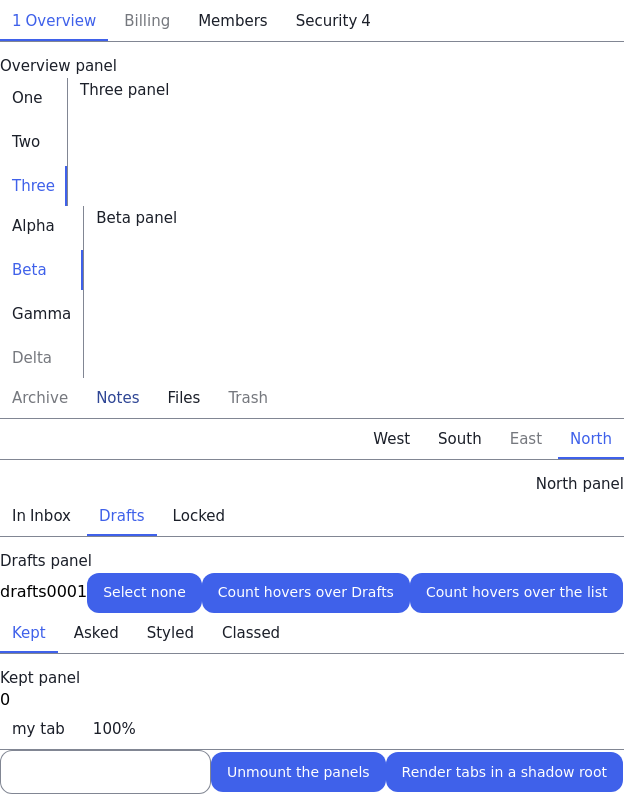 1 Overview Billing Members Security 4
Overview panel
One
Three panel
Two
Three
Alpha
Beta panel
Beta
Gamma
Delta
Archive Notes Files Trash
West South East North
North panel
In Inbox Drafts Locked
Drafts panel
drafts0001 Select none Count hovers over Drafts Count hovers over the list
Kept Asked Styled Classed
Kept panel
0
my tab 100%
Unmount the panels Render tabs in a shadow root